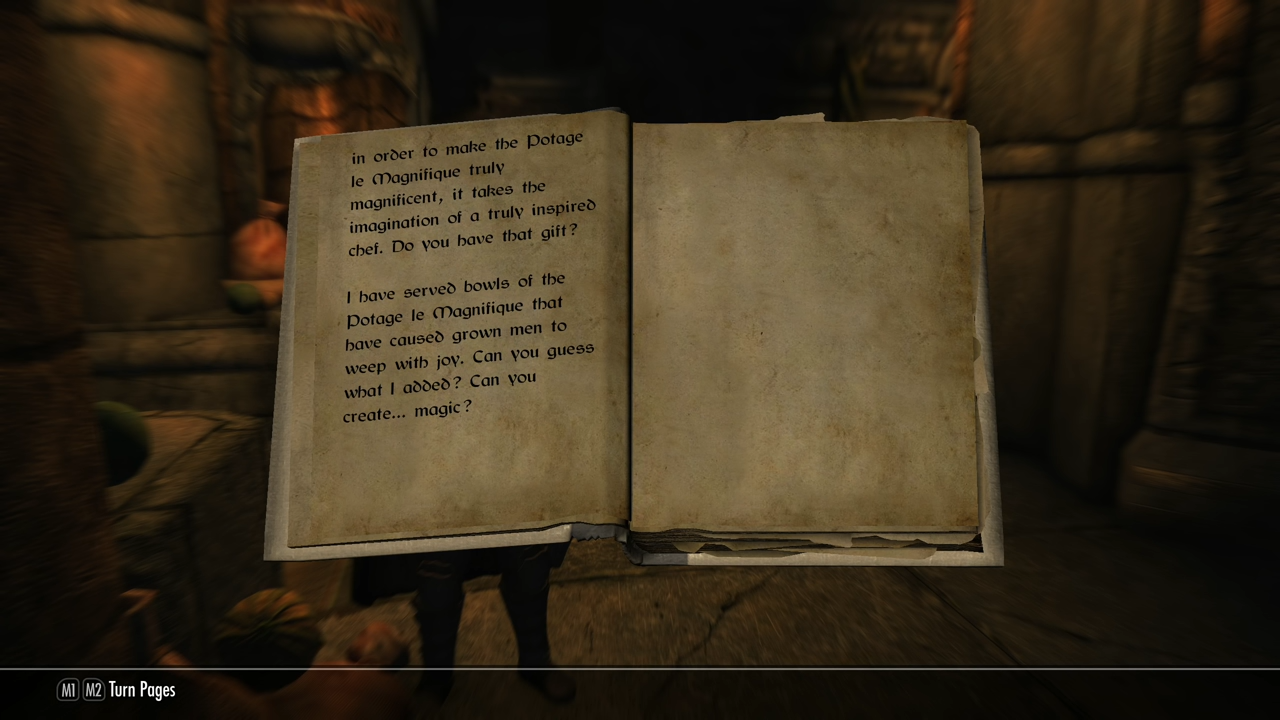 in order to make the Potage
le Magnifique truly
magnificent, it takes the
imagination of a truly inspired
chef. Do you have that gift?
I have served bowls of the
Potage le Magnifique that
have caused grown men to
weep with joy. Can you guess
what I added? Can you
create... magic?
M1 M2 Turn Pages